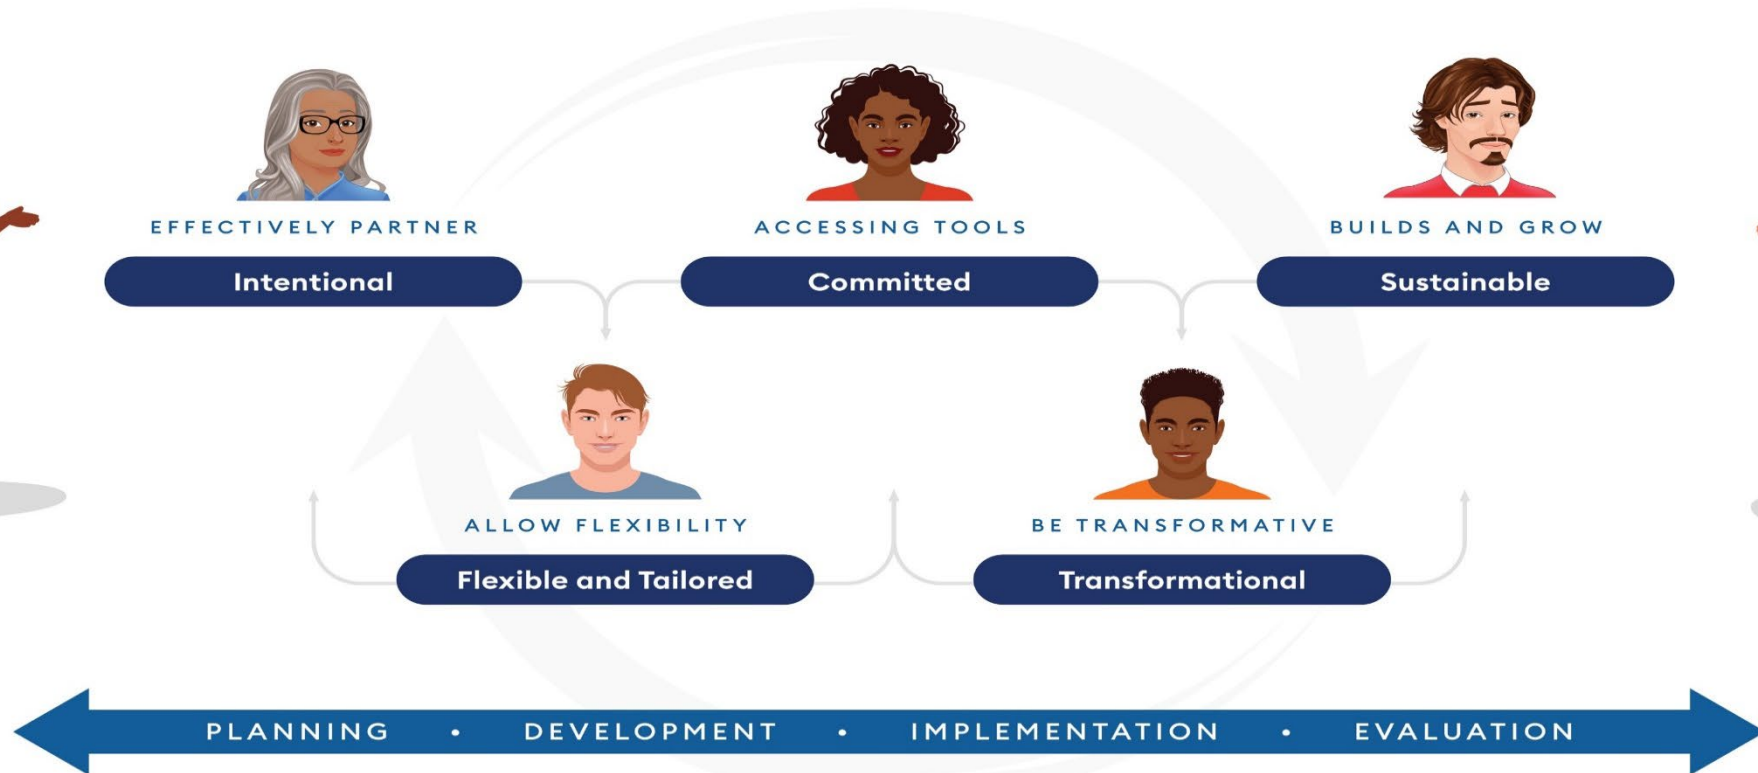 EFFECTIVELY PARTNER
Intentional
ACCESSING TOOLS
Committed
BUILDS AND GROW
Sustainable
ALLOW FLEXIBILITY
Flexible and Tailored
BE TRANSFORMATIVE
Transformational
PLANNING • DEVELOPMENT • IMPLEMENTATION • EVALUATION